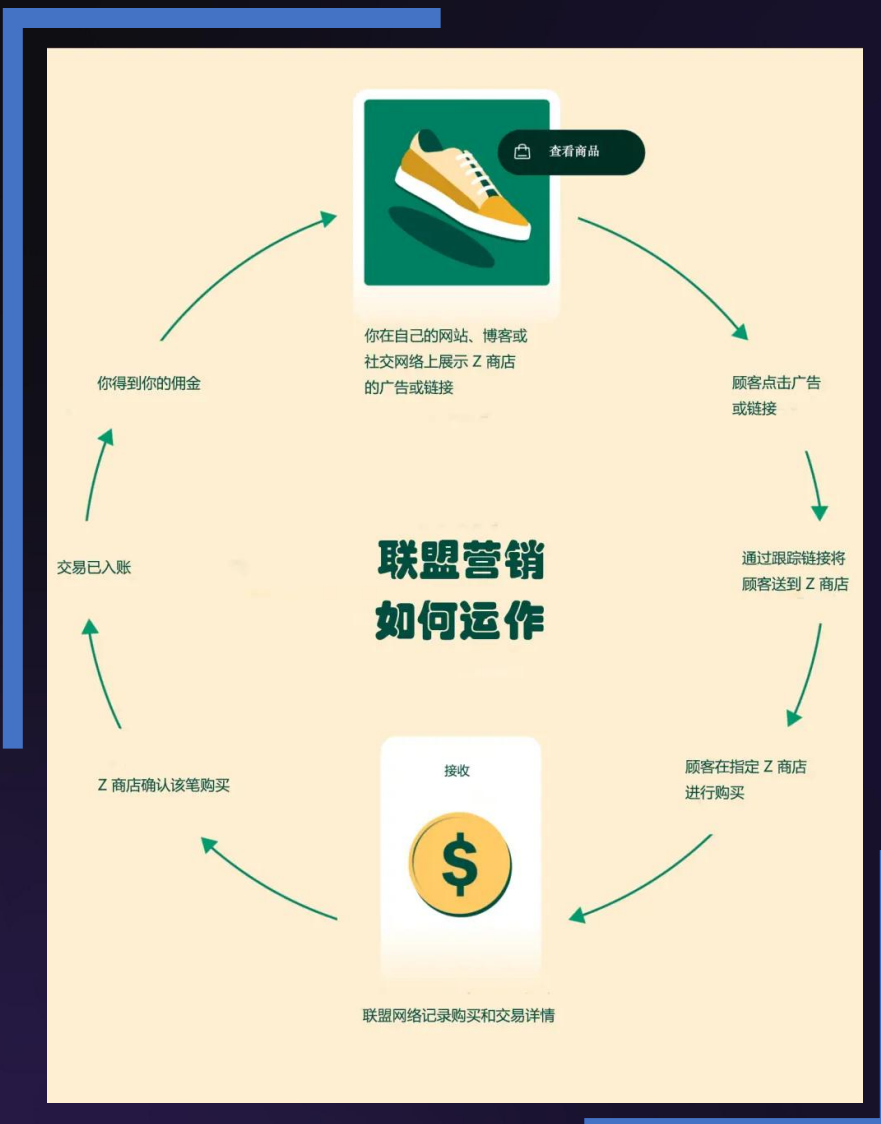 查看商品
你在自己的网站、博客或
社交网络上展示 Z 商店
的广告或链接
顾客点击广告
或链接
通过跟踪链接将
顾客送到 Z 商店
顾客在指定 Z 商店
进行购买
接收
$
联盟网络记录购买和交易详情
Z 商店确认该笔购买
交易已入账
你得到你的佣金
联盟营销
如何运作